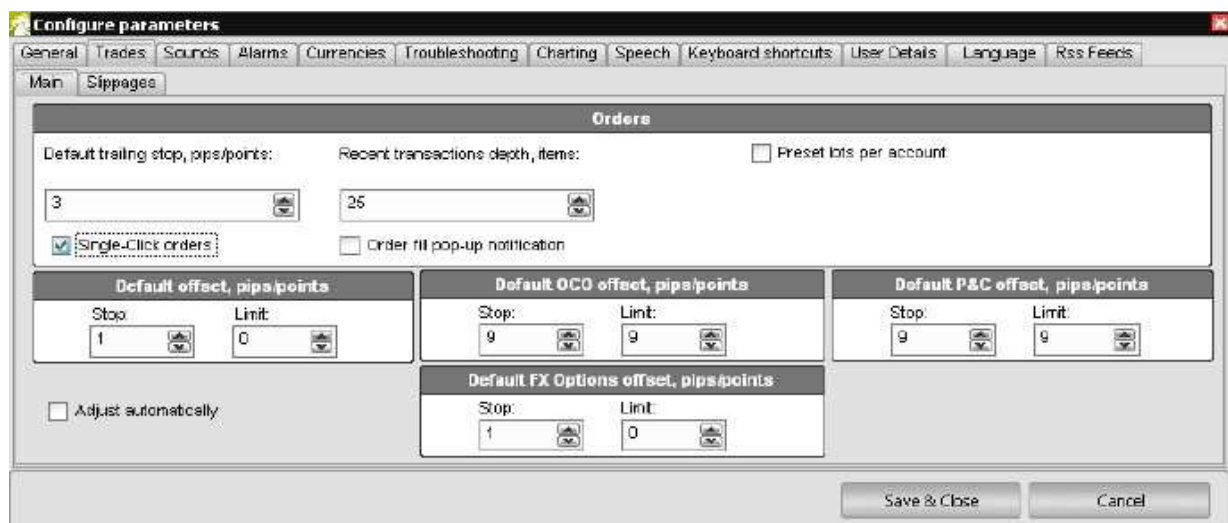 Configure parameters
General Trades Sounds Alarms Currencies Troubleshooting Charting Speech Keyboard shortcuts User Details Language Rss Feeds
Main Slippages
Orders
Default trailing stop, pips/points: Recent transactions depth, items: Preset lots per account
3 25
Single-Click orders Order fill pop-up notification
Default offset, pips/points Default OCO offset, pips/points Default P&C offset, pips/points
Stop: Limit: Stop: Limit: Stop: Limit:
1 0 9 9 9 9
Default FX Options offset, pips/points
Adjust automatically Stop: Limit:
1 0
Save & Close Cancel